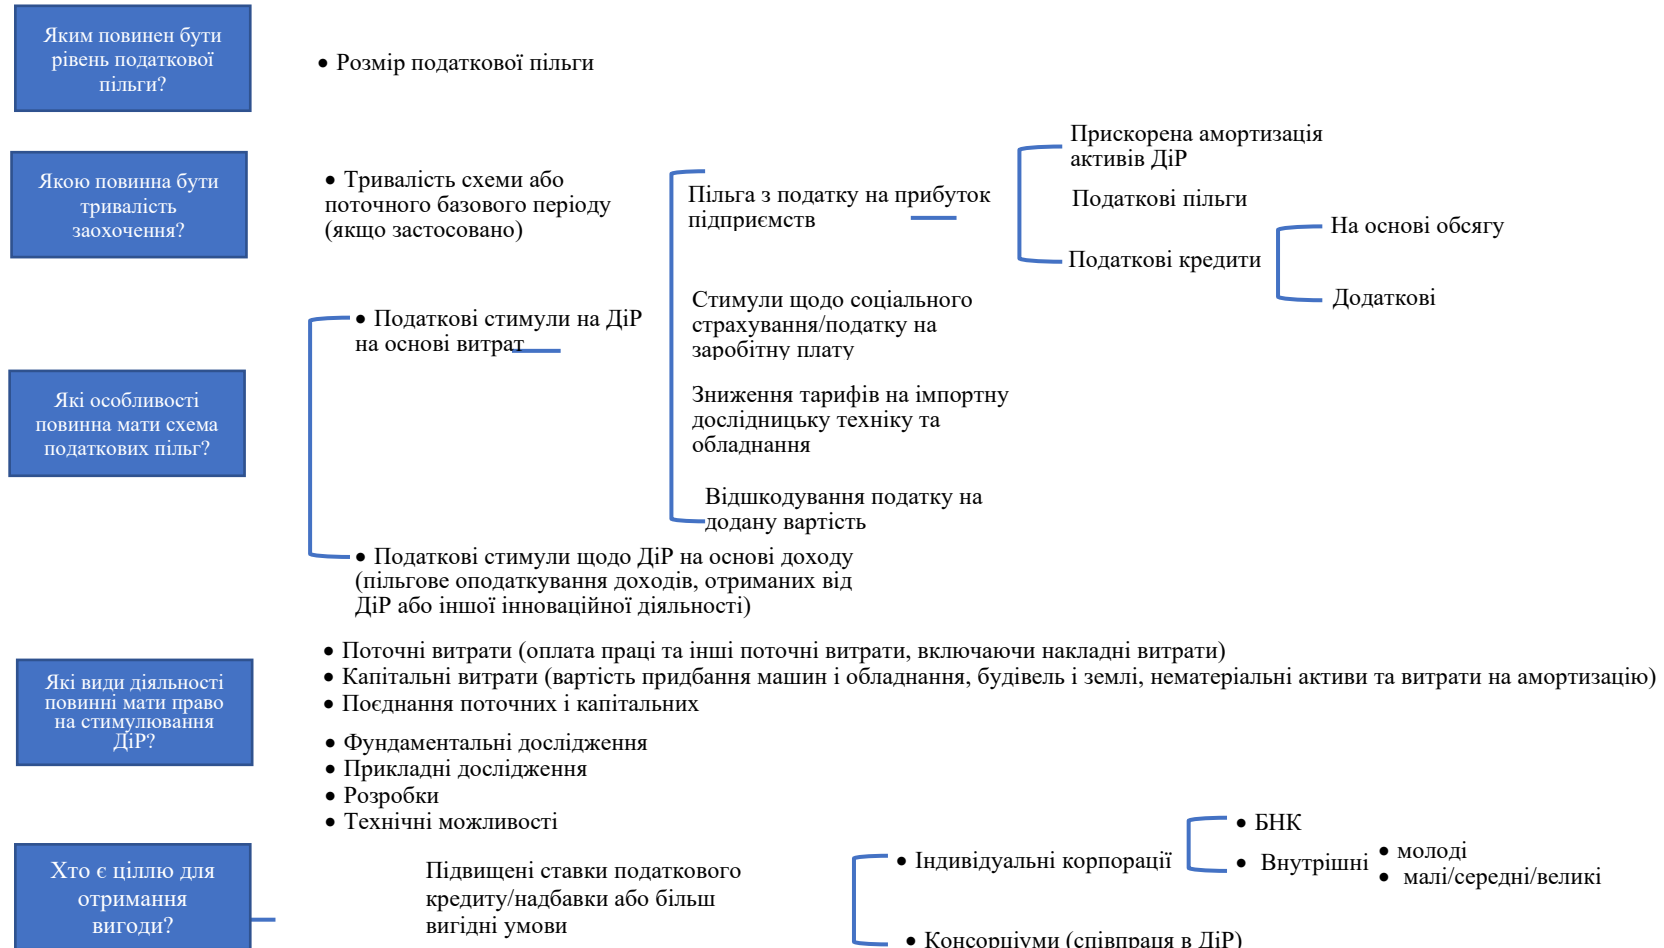 Яким повинен бути
рівень податкової
пільги?
• Розмір податкової пільги
Якою повинна бути
тривалість
заохочення?
• Тривалість схеми або
поточного базового періоду
(якщо застосовано)
Пільга з податку на прибуток
підприємств
Прискорена амортизація
активів ДіР
Податкові пільги
Податкові кредити
На основі обсягу
Додаткові
Які особливості
повинна мати схема
податкових пільг?
• Податкові стимули на ДіР
на основі витрат
Стимули щодо соціального
страхування/податку на
заробітну плату
Зниження тарифів на імпортну
дослідницьку техніку та
обладнання
Відшкодування податку на
додану вартість
• Податкові стимули щодо ДіР на основі доходу
(пільгове оподаткування доходів, отриманих від
ДіР або іншої інноваційної діяльності)
Які види діяльності
повинні мати право
на стимулювання
ДіР?
• Поточні витрати (оплата праці та інші поточні витрати, включаючи накладні витрати)
• Капітальні витрати (вартість придбання машин і обладнання, будівель і землі, нематеріальні активи та витрати на амортизацію)
• Поєднання поточних і капітальних
• Фундаментальні дослідження
• Прикладні дослідження
• Розробки
• Технічні можливості
Хто є ціллю для
отримання
вигоди?
Підвищені ставки податкового
кредиту/надбавки або більш
вигідні умови
• Індивідуальні корпорації
• БНК
• Внутрішні
• молоді
• малі/середні/великі
• Консорціуми (співпраця в ДіР)